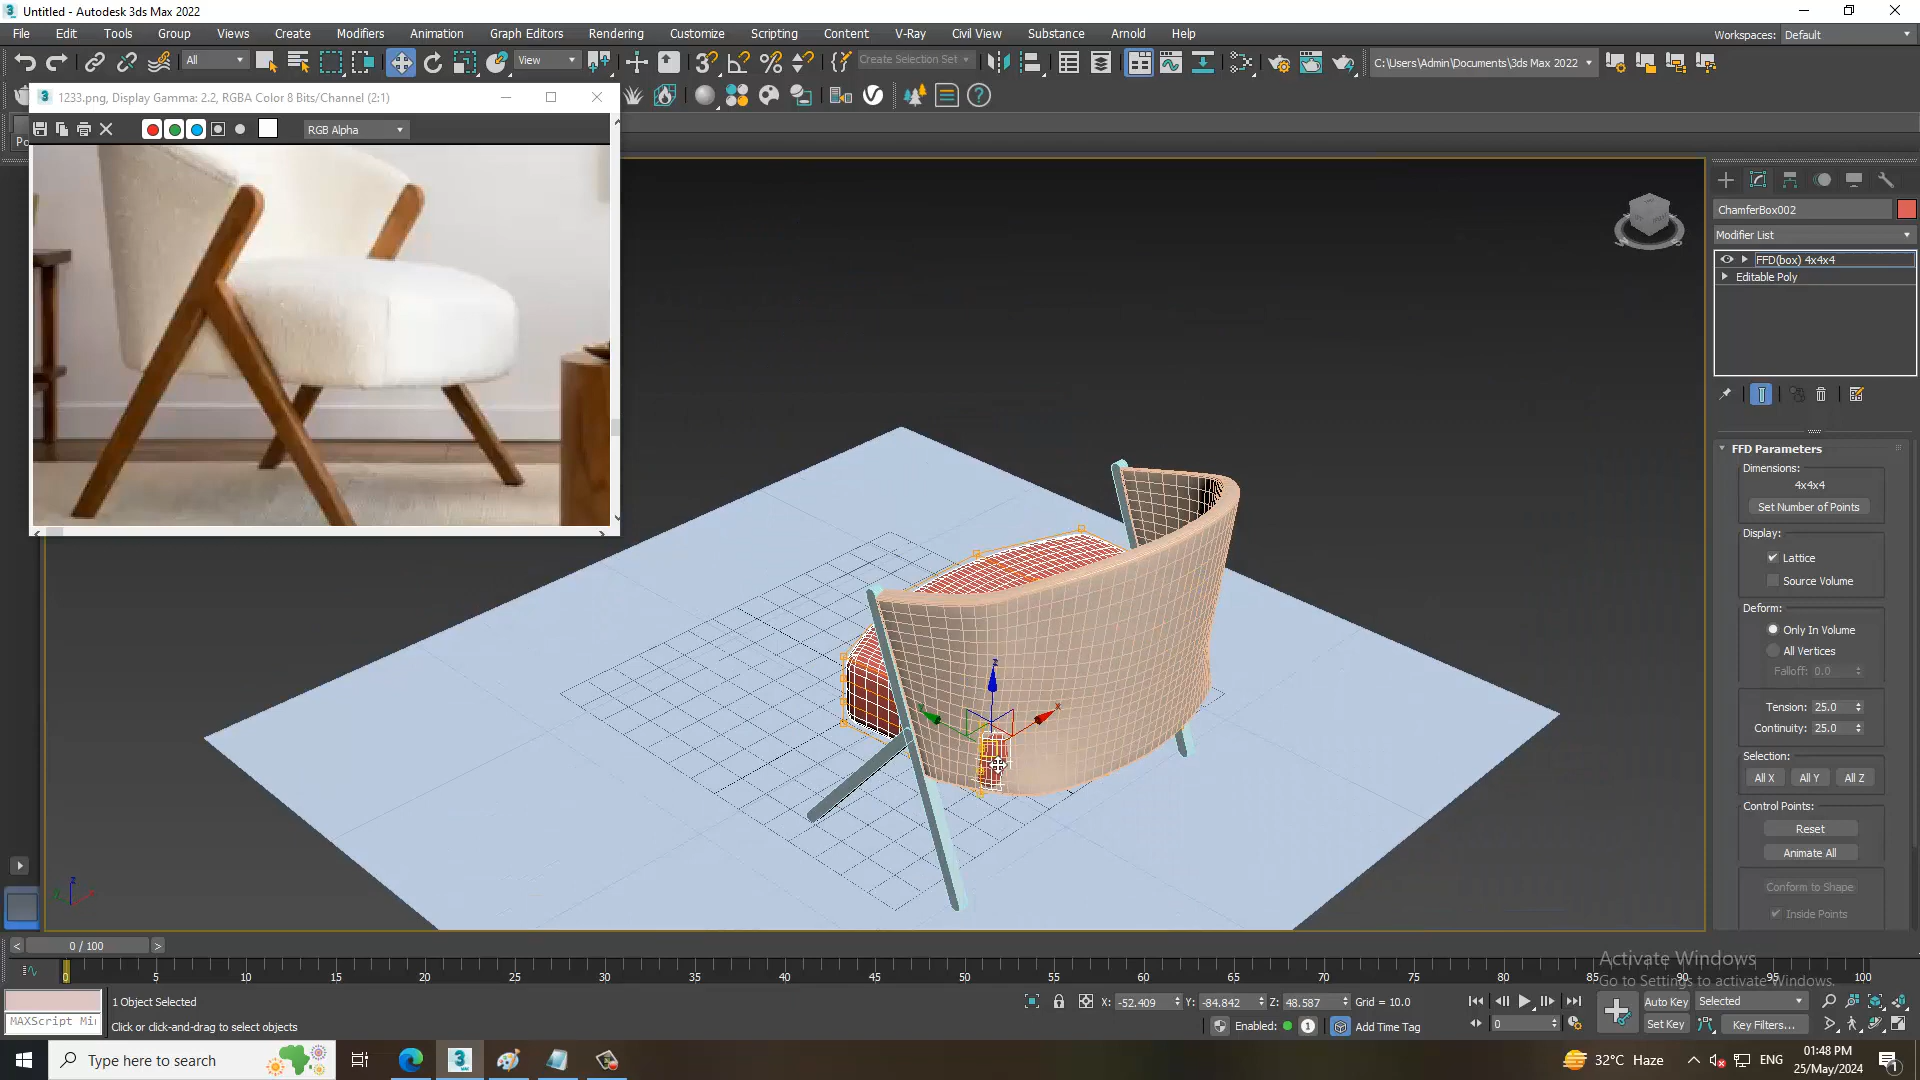 Untitled - Autodesk 3ds Max 2022
File Edit Tools Group Views Create Modifiers Animation Graph Editors Rendering Customize Scripting Content Civil View Substance V-Ray Arnold Help
Workspaces: Default
All
View
Create Selection Set
C:\Users\Admin\Documents\3ds Max 2022
1233.png, Display Gamma: 2.2, RGBA Color 8 Bits/Channel (2:1)
RGB Alpha
Po
ChamferBox002
Modifier List
FFD(box) 4x4x4
Editable Poly
FFD Parameters
Dimensions:
4x4x4
Set Number of Points
Display:
Lattice
Source Volume
Deform:
Only In Volume
All Vertices
Falloff: 0.0
Tension: 25.0
Continuity: 25.0
Selection:
All X All Y All Z
Control Points:
Reset
Animate All
Conform to Shape
Inside Points
z
x
z
0 / 100
0 5 10 15 20 25 30 35 40 45 50 55 60 65 70 75 80 85 90 95 100
Activate Windows
Go to Settings to activate Windows.
1 Object Selected
X: -52.409 Y: -84.842 Z: 48.587 Grid = 10.0
Auto Key Selected
MAXScript Mi
Click or click-and-drag to select objects
Enabled: 1 Add Time Tag
0
Set Key Key Filters...
Type here to search
32°C Haze
ENG
01:48 PM
25/May/2024
1